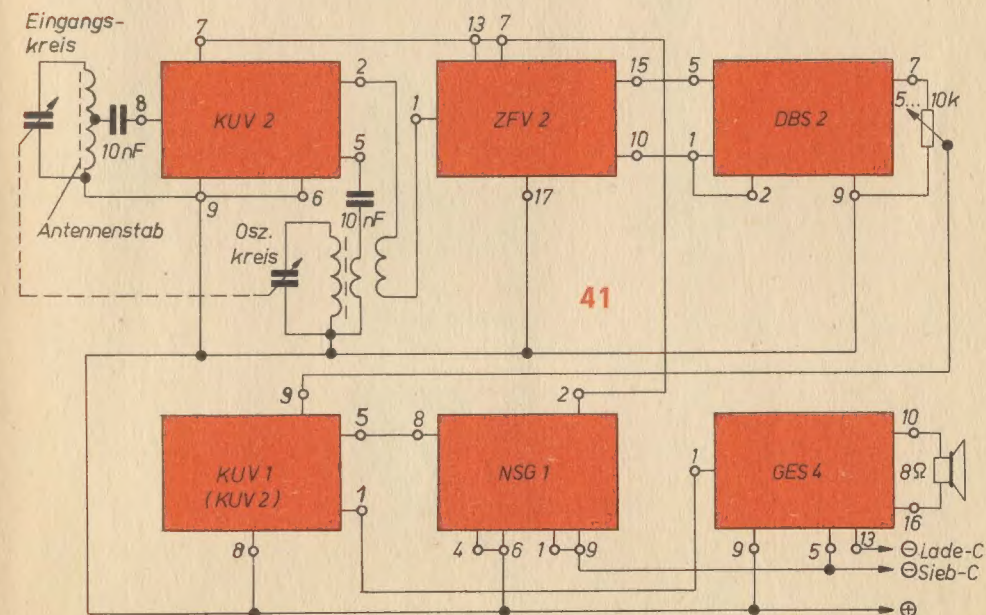 Eingangs-
kreis
7
13
7
2
15
5
7
5... 10k
8
KUV 2
1
ZFV 2
DBS 2
10 nF
5
10
1
9
6
10 nF
17
2
9
Antennenstab
Osz.
kreis
41
9
2
5
8
10
KUV 1
(KUV 2)
NSG 1
1
GES 4
8Ω
1
16
8
4
6
1
9
9
5
13
⊖ Lade-C
⊖ Sieb-C
⊕